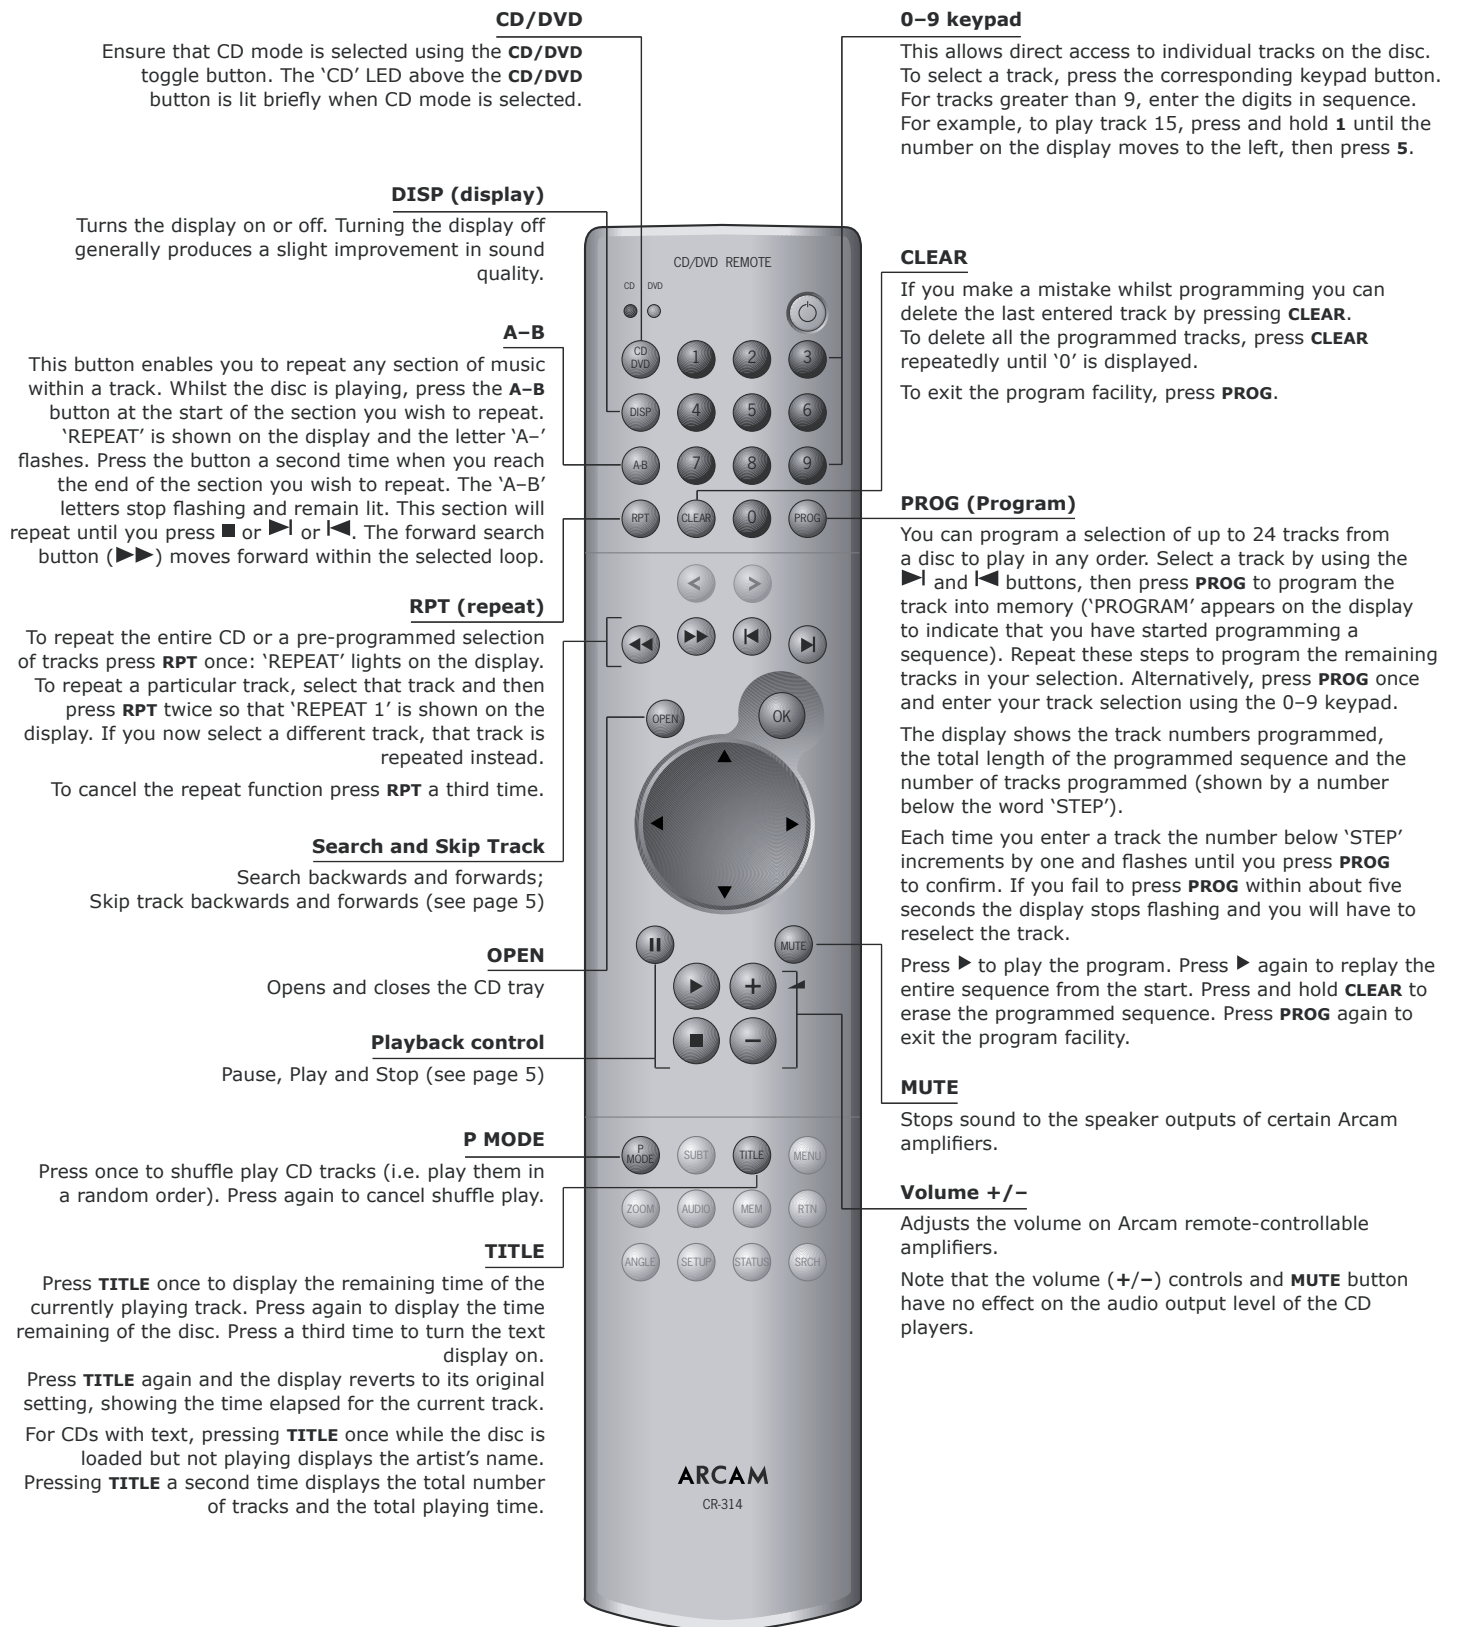 CD/DVD
Ensure that CD mode is selected using the CD/DVD
toggle button. The ‘CD’ LED above the CD/DVD
button is lit briefly when CD mode is selected.
DISP (display)
Turns the display on or off. Turning the display off
generally produces a slight improvement in sound
quality.
A–B
This button enables you to repeat any section of music
within a track. Whilst the disc is playing, press the A–B
button at the start of the section you wish to repeat.
‘REPEAT’ is shown on the display and the letter ‘A–’
flashes. Press the button a second time when you reach
the end of the section you wish to repeat. The ‘A–B’
letters stop flashing and remain lit. This section will
repeat until you press ■ or ▶| or |◀. The forward search
button (▶▶) moves forward within the selected loop.
RPT (repeat)
To repeat the entire CD or a pre-programmed selection
of tracks press RPT once: ‘REPEAT’ lights on the display.
To repeat a particular track, select that track and then
press RPT twice so that ‘REPEAT 1’ is shown on the
display. If you now select a different track, that track is
repeated instead.
To cancel the repeat function press RPT a third time.
Search and Skip Track
Search backwards and forwards;
Skip track backwards and forwards (see page 5)
OPEN
Opens and closes the CD tray
Playback control
Pause, Play and Stop (see page 5)
P MODE
Press once to shuffle play CD tracks (i.e. play them in
a random order). Press again to cancel shuffle play.
TITLE
Press TITLE once to display the remaining time of the
currently playing track. Press again to display the time
remaining of the disc. Press a third time to turn the text
display on.
Press TITLE again and the display reverts to its original
setting, showing the time elapsed for the current track.
For CDs with text, pressing TITLE once while the disc is
loaded but not playing displays the artist’s name.
Pressing TITLE a second time displays the total number
of tracks and the total playing time.
CD/DVD REMOTE
CD DVD
CD
DVD
1 2 3
DISP 4 5 6
A-B 7 8 9
RPT CLEAR 0 PROG
< >
◀◀ ▶▶ |◀ ▶|
OPEN OK
▲
◀ ▶
▼
MUTE
▶ +
■ −
P
MODE
SUBT TITLE MENU
ZOOM AUDIO MEM RTN
ANGLE SETUP STATUS SRCH
ARCAM
CR-314
0–9 keypad
This allows direct access to individual tracks on the disc.
To select a track, press the corresponding keypad button.
For tracks greater than 9, enter the digits in sequence.
For example, to play track 15, press and hold 1 until the
number on the display moves to the left, then press 5.
CLEAR
If you make a mistake whilst programming you can
delete the last entered track by pressing CLEAR.
To delete all the programmed tracks, press CLEAR
repeatedly until ‘0’ is displayed.
To exit the program facility, press PROG.
PROG (Program)
You can program a selection of up to 24 tracks from
a disc to play in any order. Select a track by using the
▶| and |◀ buttons, then press PROG to program the
track into memory (‘PROGRAM’ appears on the display
to indicate that you have started programming a
sequence). Repeat these steps to program the remaining
tracks in your selection. Alternatively, press PROG once
and enter your track selection using the 0–9 keypad.
The display shows the track numbers programmed,
the total length of the programmed sequence and the
number of tracks programmed (shown by a number
below the word ‘STEP’).
Each time you enter a track the number below ‘STEP’
increments by one and flashes until you press PROG
to confirm. If you fail to press PROG within about five
seconds the display stops flashing and you will have to
reselect the track.
Press ▶ to play the program. Press ▶ again to replay the
entire sequence from the start. Press and hold CLEAR to
erase the programmed sequence. Press PROG again to
exit the program facility.
MUTE
Stops sound to the speaker outputs of certain Arcam
amplifiers.
Volume +/–
Adjusts the volume on Arcam remote-controllable
amplifiers.
Note that the volume (+/–) controls and MUTE button
have no effect on the audio output level of the CD
players.